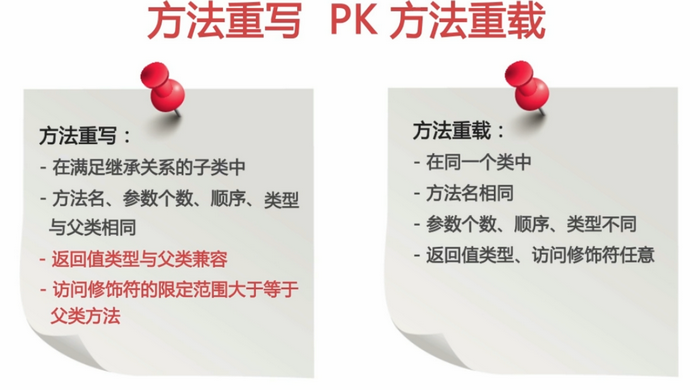 方法重写 PK 方法重载
方法重写：
- 在满足继承关系的子类中
- 方法名、参数个数、顺序、类型
与父类相同
- 返回值类型与父类兼容
- 访问修饰符的限定范围大于等于
父类方法
方法重载：
- 在同一个类中
- 方法名相同
- 参数个数、顺序、类型不同
- 返回值类型、访问修饰符任意